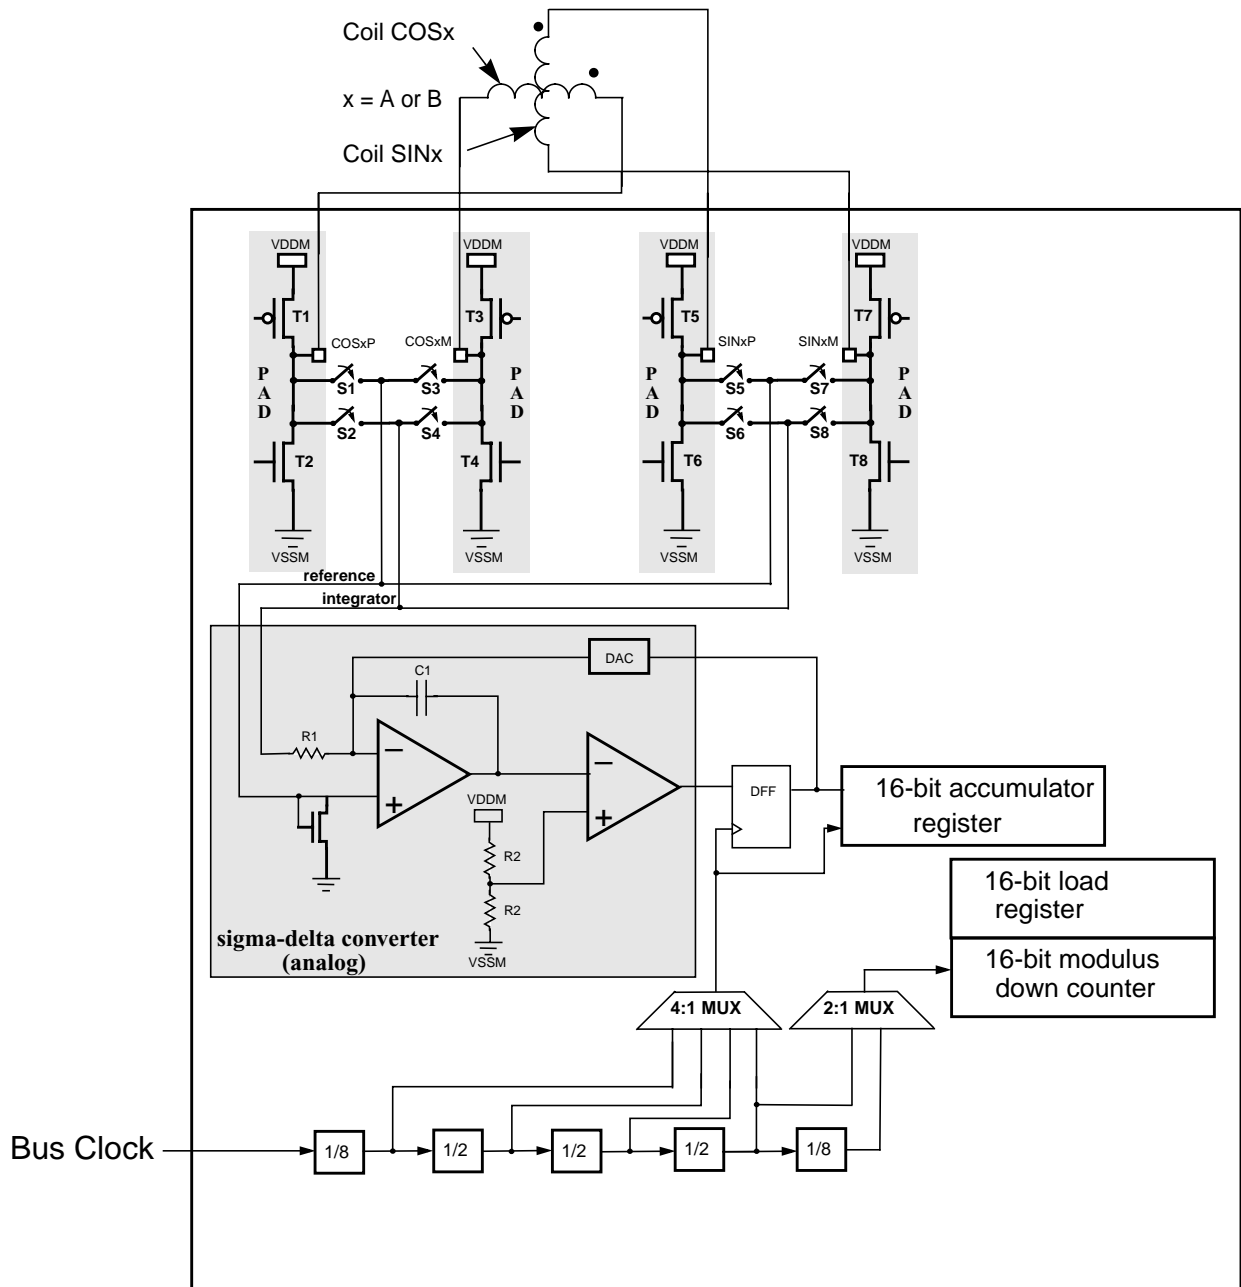 Coil COSx
x = A or B
Coil SINx
VDDM
VDDM
VDDM
VDDM
T1
T3
T5
T7
COSxP
COSxM
SINxP
SINxM
PAD
PAD
PAD
PAD
S1
S3
S5
S7
S2
S4
S6
S8
T2
T4
T6
T8
VSSM
VSSM
VSSM
VSSM
reference
integrator
DAC
C1
R1
−
+
−
+
VDDM
R2
R2
VSSM
DFF
16-bit accumulator
register
16-bit load
register
16-bit modulus
down counter
sigma-delta converter
(analog)
4:1 MUX
2:1 MUX
Bus Clock
1/8
1/2
1/2
1/2
1/8